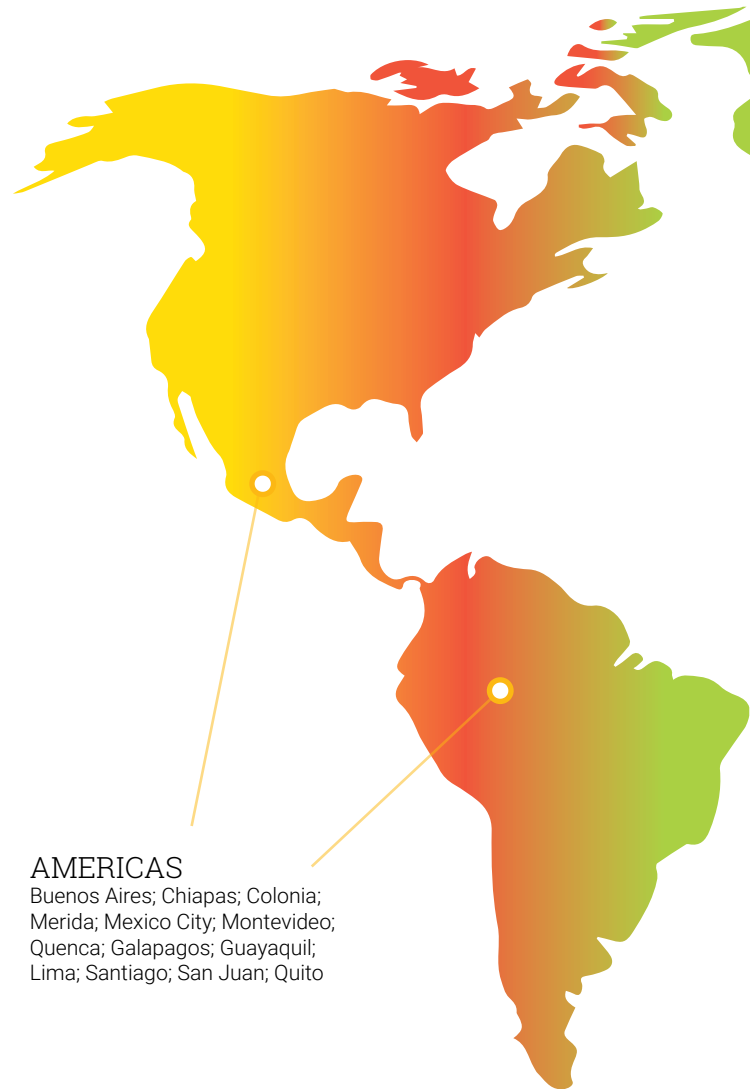 AMERICAS
Buenos Aires; Chiapas; Colonia;
Merida; Mexico City; Montevideo;
Quenca; Galapagos; Guayaquil;
Lima; Santiago; San Juan; Quito